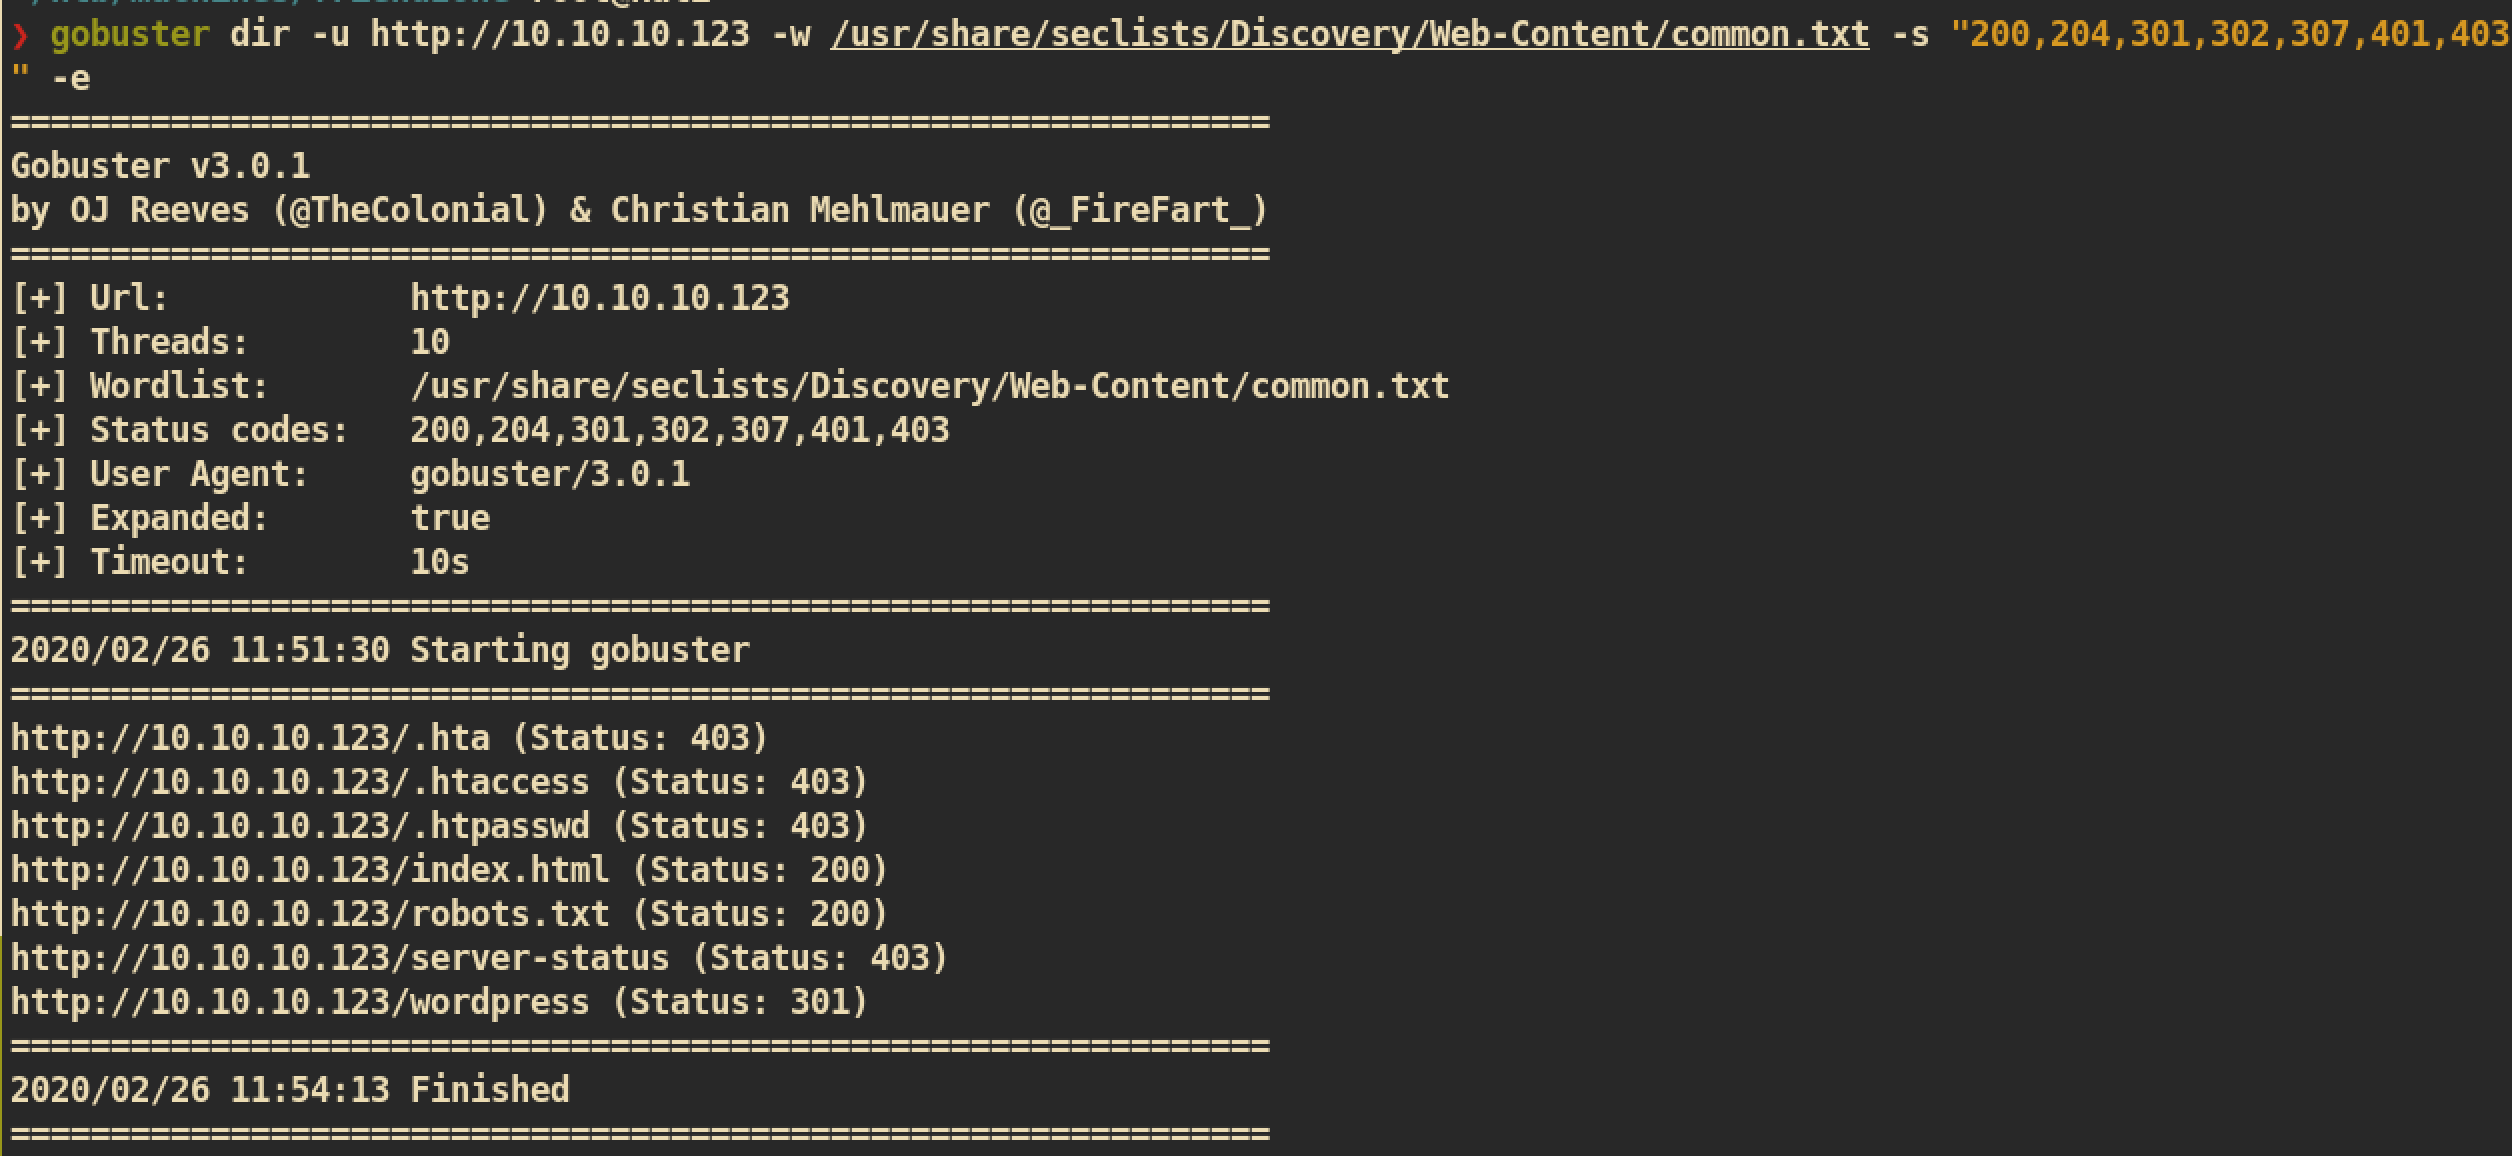 ❯ gobuster dir -u http://10.10.10.123 -w /usr/share/seclists/Discovery/Web-Content/common.txt -s "200,204,301,302,307,401,403
" -e
===============================================================
Gobuster v3.0.1
by OJ Reeves (@TheColonial) & Christian Mehlmauer (@_FireFart_)
===============================================================
[+] Url:            http://10.10.10.123
[+] Threads:        10
[+] Wordlist:       /usr/share/seclists/Discovery/Web-Content/common.txt
[+] Status codes:   200,204,301,302,307,401,403
[+] User Agent:     gobuster/3.0.1
[+] Expanded:       true
[+] Timeout:        10s
===============================================================
2020/02/26 11:51:30 Starting gobuster
===============================================================
http://10.10.10.123/.hta (Status: 403)
http://10.10.10.123/.htaccess (Status: 403)
http://10.10.10.123/.htpasswd (Status: 403)
http://10.10.10.123/index.html (Status: 200)
http://10.10.10.123/robots.txt (Status: 200)
http://10.10.10.123/server-status (Status: 403)
http://10.10.10.123/wordpress (Status: 301)
===============================================================
2020/02/26 11:54:13 Finished
===============================================================